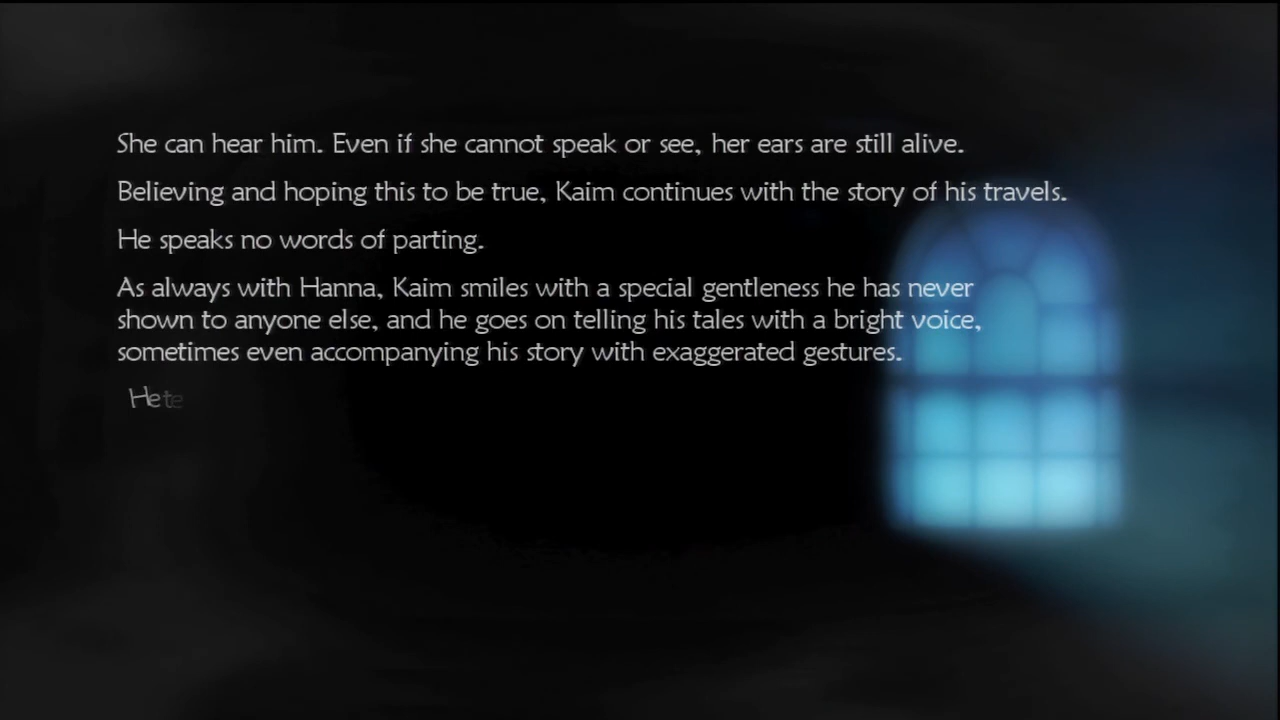 She can hear him. Even if she cannot speak or see, her ears are still alive.
Believing and hoping this to be true, Kaim continues with the story of his travels.
He speaks no words of parting.
As always with Hanna, Kaim smiles with a special gentleness he has never
shown to anyone else, and he goes on telling his tales with a bright voice,
sometimes even accompanying his story with exaggerated gestures.
He te